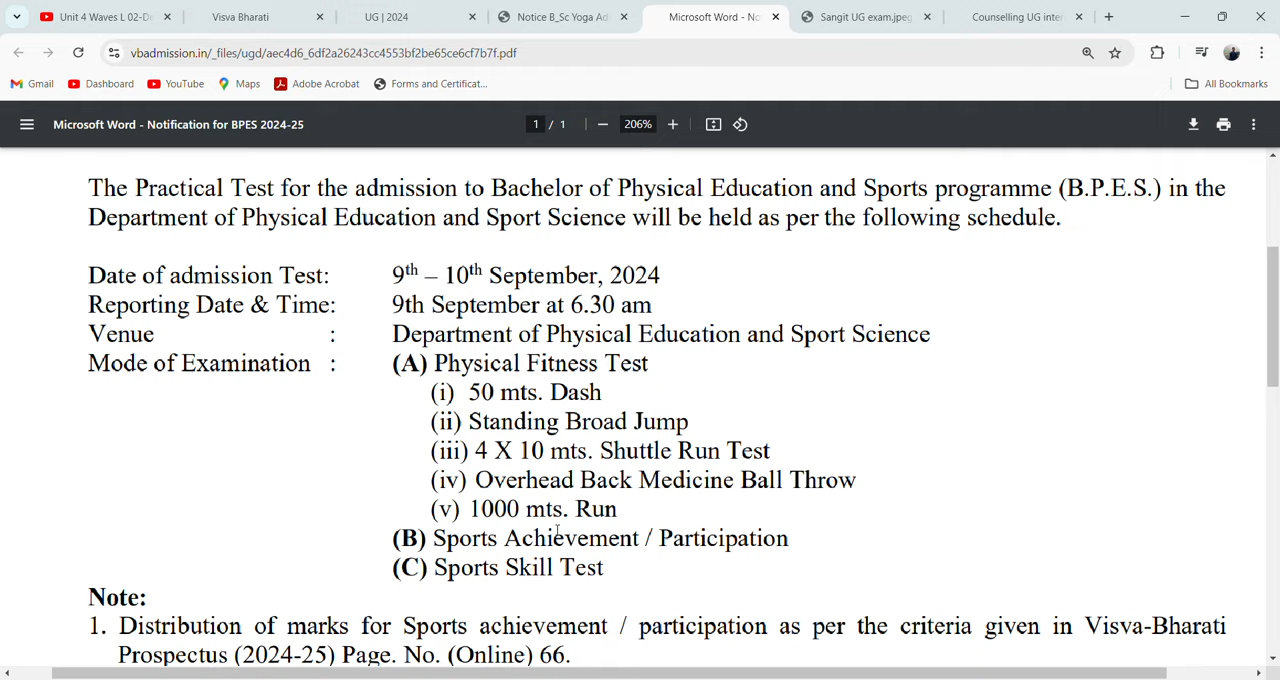 Unit 4 Waves L 02-D
Visva Bharati
UG | 2024
Notice B_Sc Yoga Ad
Microsoft Word - No
Sangit UG exam.jpeg
Counselling UG inte
vbadmission.in/_files/ugd/aec4d6_6df2a26243cc4553bf2be65ce6cf7b7f.pdf
Gmail
Dashboard
YouTube
Maps
Adobe Acrobat
Forms and Certificat...
All Bookmarks
Microsoft Word - Notification for BPES 2024-25
1 / 1
206%
The Practical Test for the admission to Bachelor of Physical Education and Sports programme (B.P.E.S.) in the
Department of Physical Education and Sport Science will be held as per the following schedule.
Date of admission Test: 9th – 10th September, 2024
Reporting Date & Time: 9th September at 6.30 am
Venue : Department of Physical Education and Sport Science
Mode of Examination : (A) Physical Fitness Test
(i) 50 mts. Dash
(ii) Standing Broad Jump
(iii) 4 X 10 mts. Shuttle Run Test
(iv) Overhead Back Medicine Ball Throw
(v) 1000 mts. Run
(B) Sports Achievement / Participation
(C) Sports Skill Test
Note:
1. Distribution of marks for Sports achievement / participation as per the criteria given in Visva-Bharati
Prospectus (2024-25) Page. No. (Online) 66.